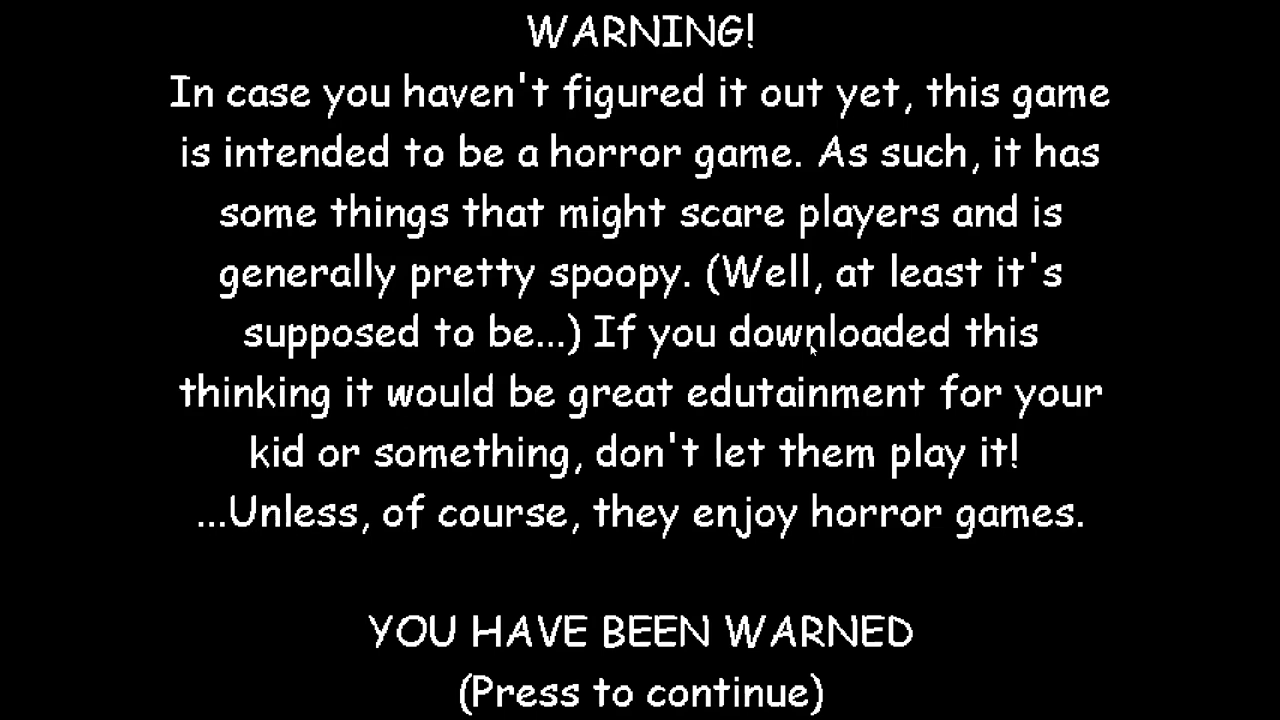 WARNING!
In case you haven't figured it out yet, this game
is intended to be a horror game. As such, it has
some things that might scare players and is
generally pretty spoopy. (Well, at least it's
supposed to be...) If you downloaded this
thinking it would be great edutainment for your
kid or something, don't let them play it!
...Unless, of course, they enjoy horror games.
YOU HAVE BEEN WARNED
(Press to continue)